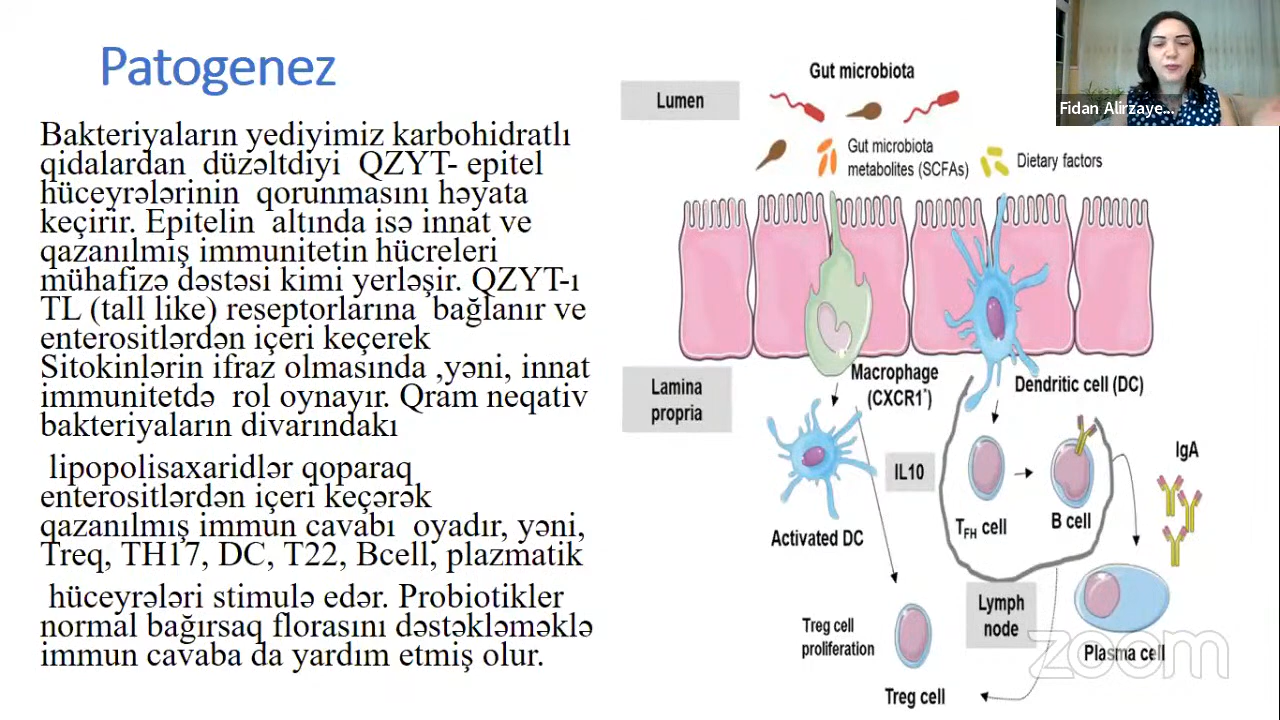 Patogenez
Bakteriyaların yediyimiz karbohidratlı
qidalardan düzəltdiyi QZYT- epitel
hüceyrələrinin qorunmasını həyata
keçirir. Epitelin altında isə innat ve
qazanılmış immunitetin hücreleri
mühafizə dəstəsi kimi yerləşir. QZYT-ı
TL (tall like) reseptorlarına bağlanır ve
enterositlərdən içeri keçerek
Sitokinlərin ifraz olmasında ,yəni, innat
immunitetdə rol oynayır. Qram neqativ
bakteriyaların divarındakı
lipopolisaxaridlər qoparaq
enterositlərdən içeri keçərək
qazanılmış immun cavabı oyadır, yəni,
Treq, TH17, DC, T22, Bcell, plazmatik
hüceyrələri stimulə edər. Probiotikler
normal bağırsaq florasını dəstəkləməklə
immun cavaba da yardım etmiş olur.
Gut microbiota
Lumen
Gut microbiota
metabolites (SCFAs)
Dietary factors
Macrophage
(CXCR1⁺)
Dendritic cell (DC)
Lamina
propria
IL10
IgA
Activated DC
TFH cell
B cell
Lymph
node
Treg cell
proliferation
Plasma cell
Treg cell
Fidan Alirzaye...
zoom